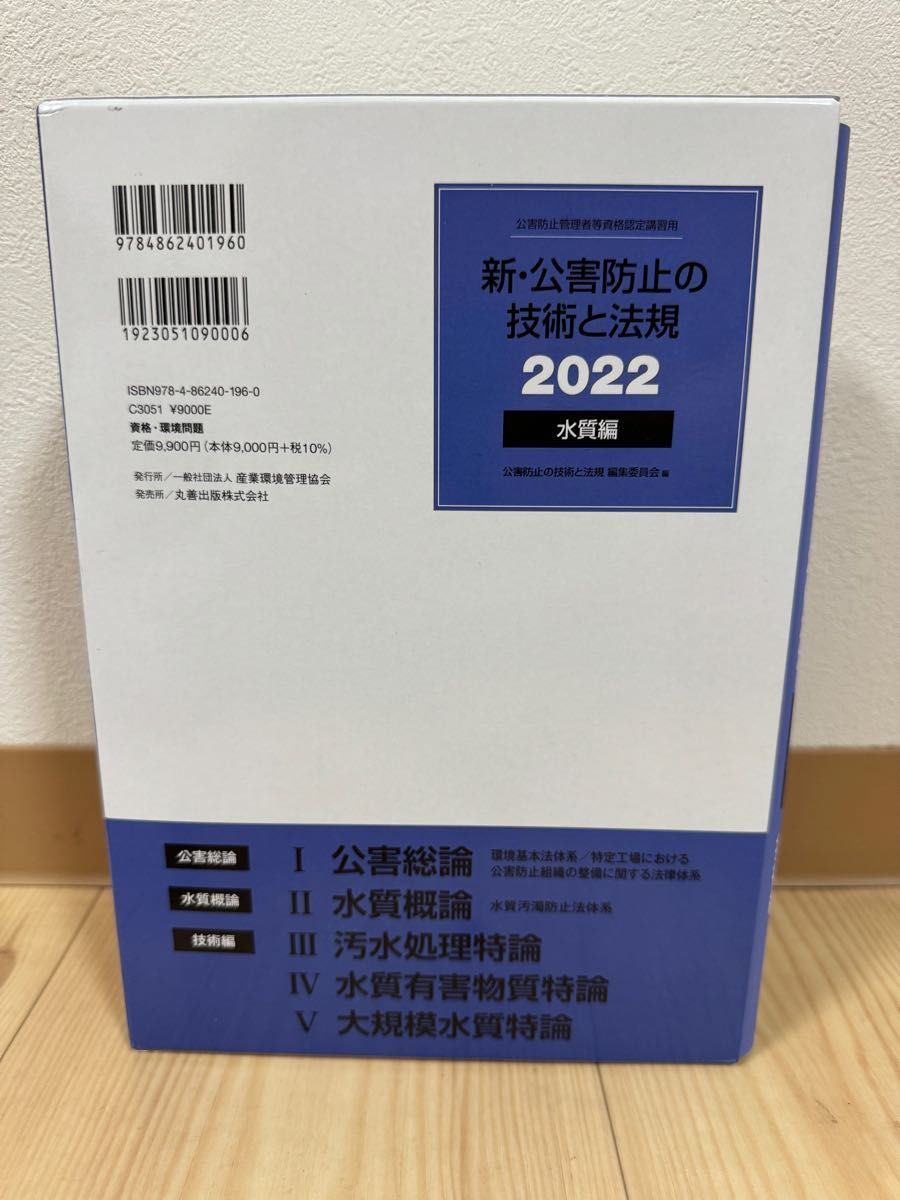 9784862401960
1923051090006
ISBN978-4-86240-196-0
C3051 ¥9000E
資格・環境問題
定価9,900円(本体9,000円+税10%)
発行所/一般社団法人 産業環境管理協会
発売所/丸善出版株式会社
公害防止管理者等資格認定講習用
新・公害防止の
技術と法規
2022
水質編
公害防止の技術と法規 編集委員会 編
公害総論 I 公害総論 環境基本法体系/特定工場における
公害防止組織の整備に関する法律体系
水質概論 II 水質概論 水質汚濁防止法体系
技術編 III 汚水処理特論
IV 水質有害物質特論
V 大規模水質特論